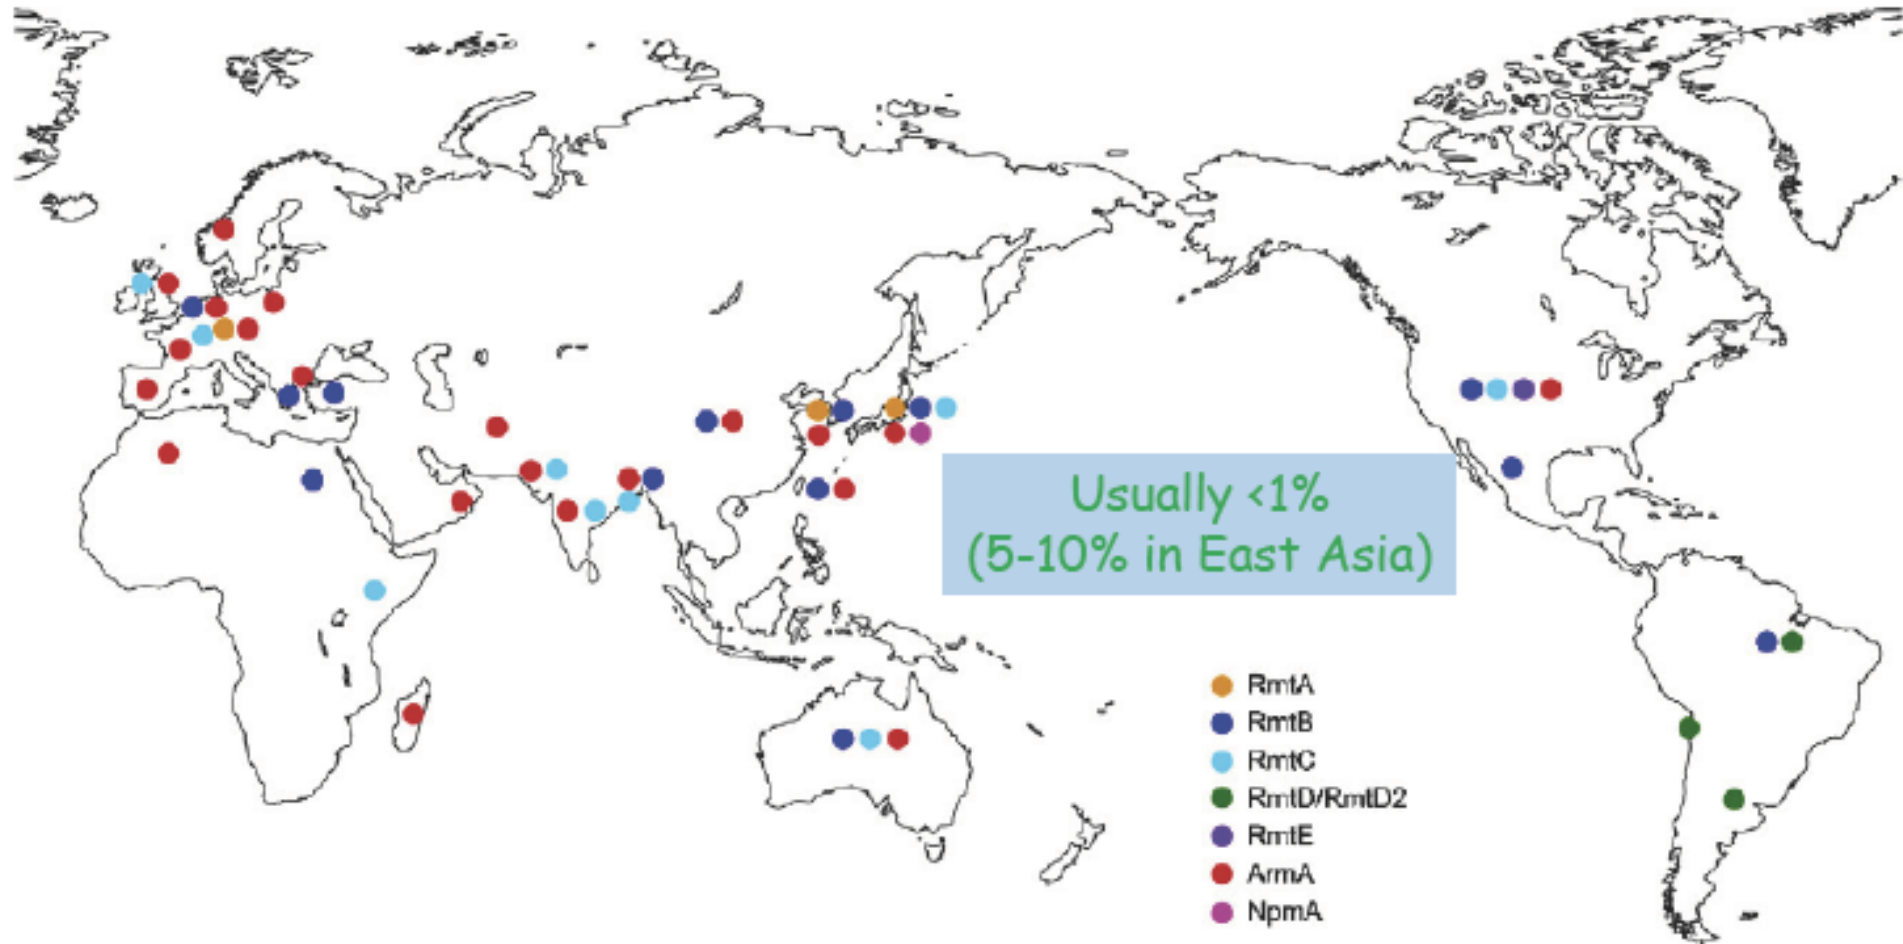 Usually <1%
(5-10% in East Asia)
RmtA
RmtB
RmtC
RmtD/RmtD2
RmtE
ArmA
NpmA